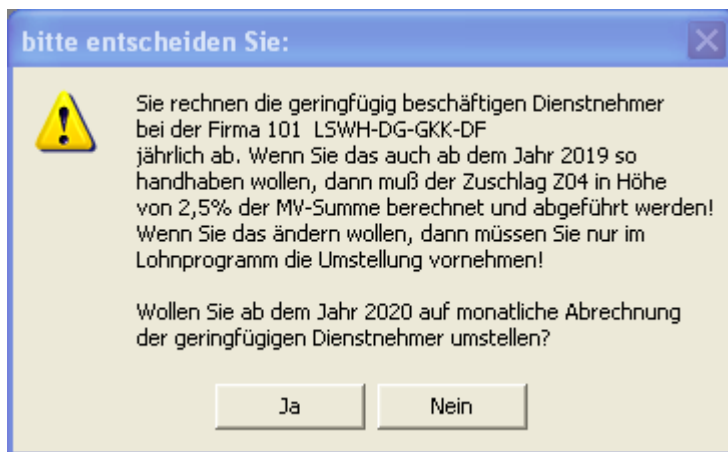 bitte entscheiden Sie:
Sie rechnen die geringfügig beschäftigen Dienstnehmer
bei der Firma 101 LSWH-DG-GKK-DF
jährlich ab. Wenn Sie das auch ab dem Jahr 2019 so
handhaben wollen, dann muß der Zuschlag Z04 in Höhe
von 2,5% der MV-Summe berechnet und abgeführt werden!
Wenn Sie das ändern wollen, dann müssen Sie nur im
Lohnprogramm die Umstellung vornehmen!
Wollen Sie ab dem Jahr 2020 auf monatliche Abrechnung
der geringfügigen Dienstnehmer umstellen?
Ja Nein